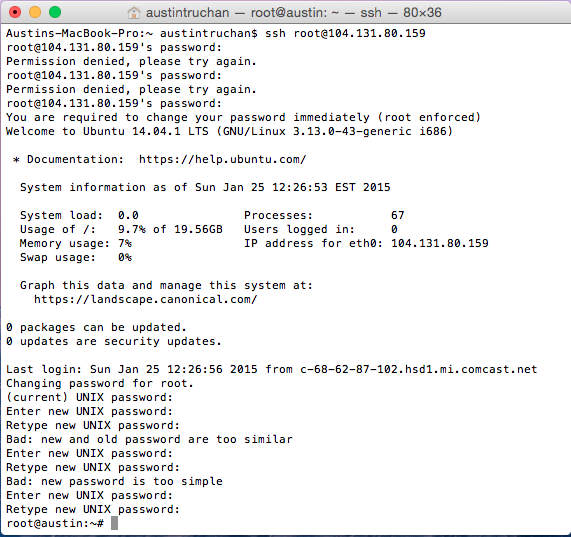 austintruchan — root@austin: ~ — ssh — 80×36
Austins-MacBook-Pro:~ austintruchan$ ssh root@104.131.80.159
root@104.131.80.159's password:
Permission denied, please try again.
root@104.131.80.159's password:
Permission denied, please try again.
root@104.131.80.159's password:
You are required to change your password immediately (root enforced)
Welcome to Ubuntu 14.04.1 LTS (GNU/Linux 3.13.0-43-generic i686)

 * Documentation:  https://help.ubuntu.com/

  System information as of Sun Jan 25 12:26:53 EST 2015

  System load:  0.0               Processes:           67
  Usage of /:   9.7% of 19.56GB   Users logged in:     0
  Memory usage: 7%                IP address for eth0: 104.131.80.159
  Swap usage:   0%

  Graph this data and manage this system at:
    https://landscape.canonical.com/

0 packages can be updated.
0 updates are security updates.

Last login: Sun Jan 25 12:26:56 2015 from c-68-62-87-102.hsd1.mi.comcast.net
Changing password for root.
(current) UNIX password:
Enter new UNIX password:
Retype new UNIX password:
Bad: new and old password are too similar
Enter new UNIX password:
Retype new UNIX password:
Bad: new password is too simple
Enter new UNIX password:
Retype new UNIX password:
root@austin:~#